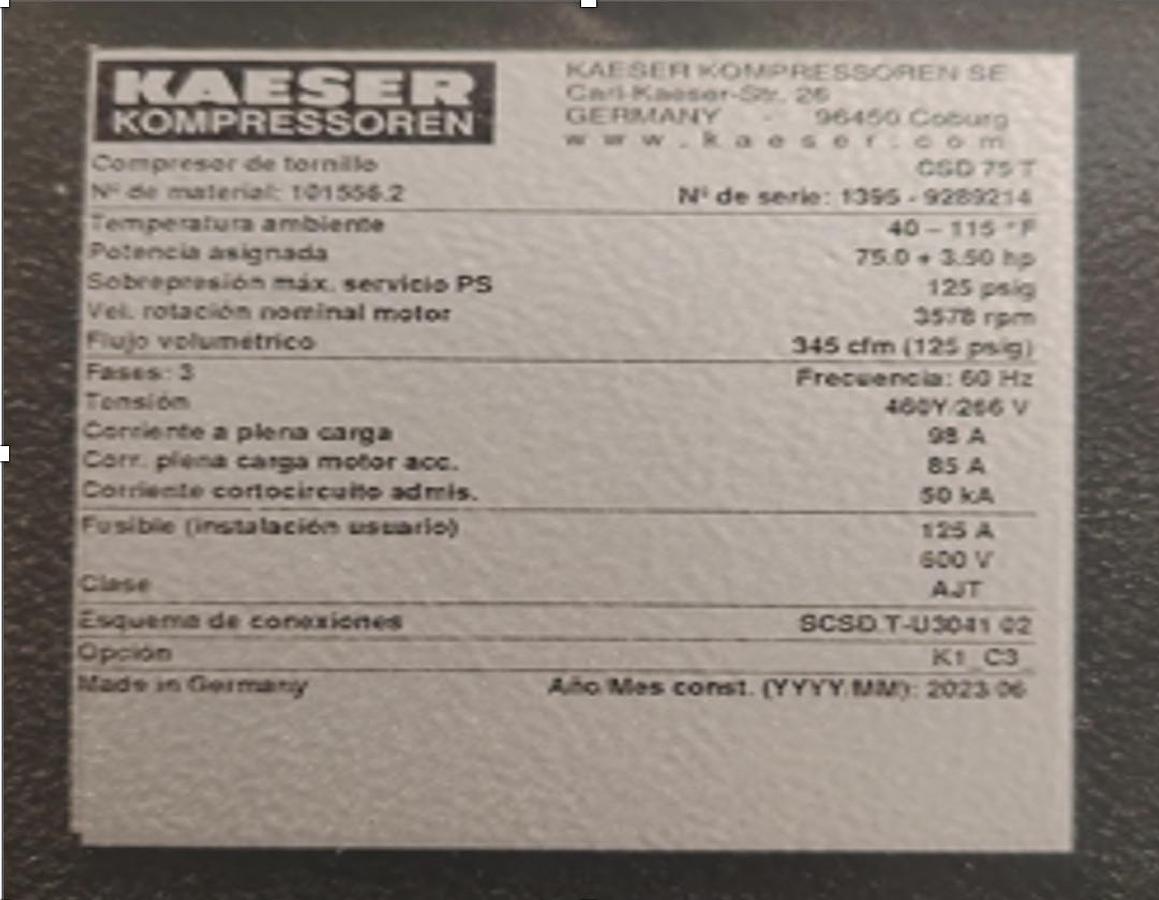 KAESER
KOMPRESSOREN
KAESER KOMPRESSOREN SE
Carl-Kaeser-Str. 26
GERMANY - 96450 Coburg
www.kaeser.com
Compresor de tornillo CSD 75 T
Nº de material: 101556.2 Nº de serie: 1395 - 9289214
Temperatura ambiente 40 – 115 °F
Potencia asignada 75.0 + 3.50 hp
Sobrepresión máx. servicio PS 125 psig
Vel. rotación nominal motor 3578 rpm
Flujo volumétrico 345 cfm (125 psig)
Fases: 3 Frecuencia: 60 Hz
Tensión 460Y/266 V
Corriente a plena carga 98 A
Corr. plena carga motor acc. 85 A
Corriente cortocircuito admis. 50 kA
Fusible (instalación usuario) 125 A
600 V
Clase AJT
Esquema de conexiones SCSD.T-U3041.02
Opción K1_C3
Made in Germany Año/Mes const. (YYYY/MM): 2023/06